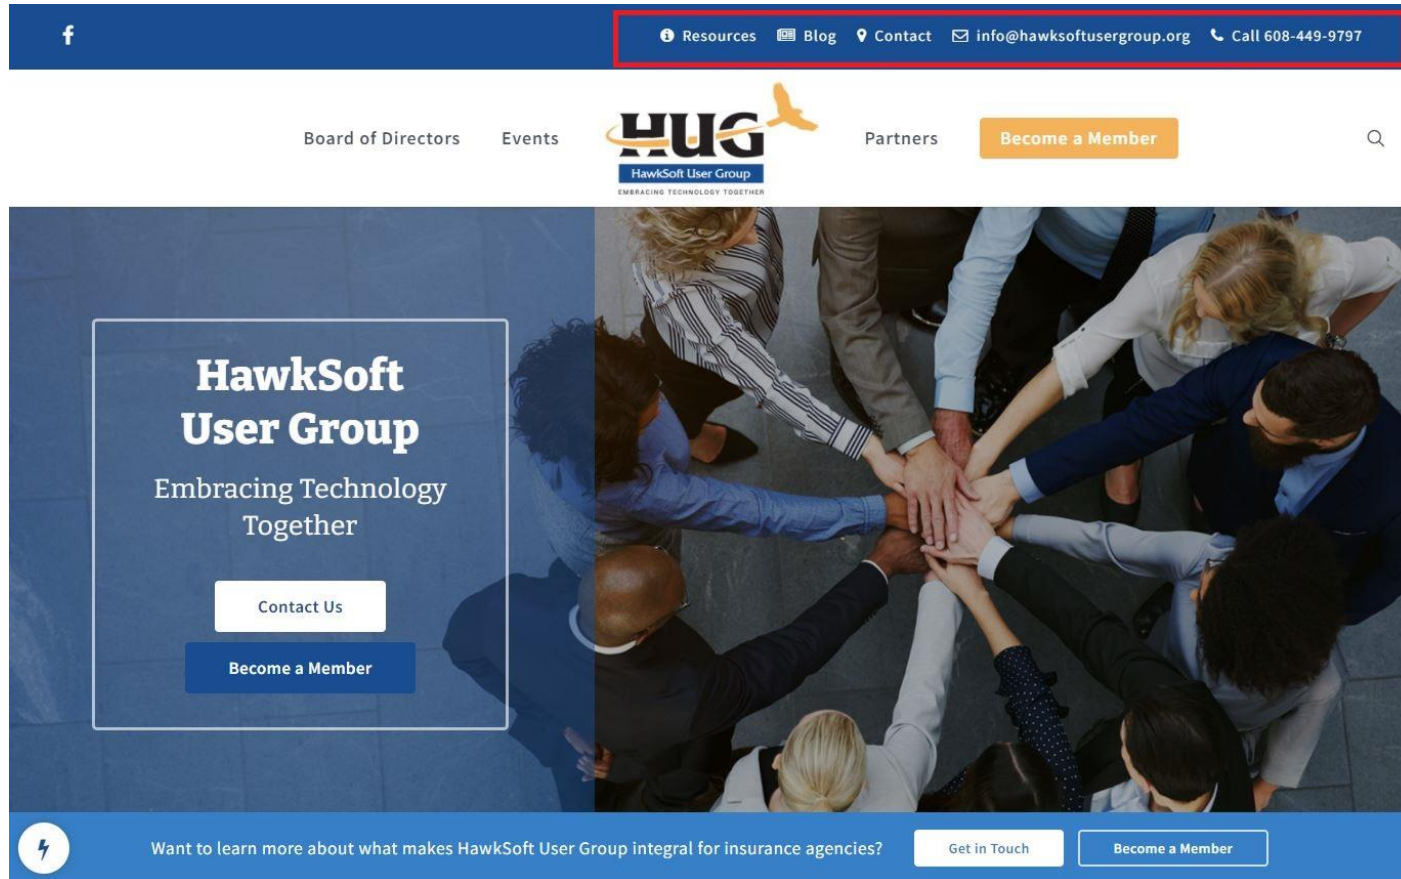 f
Resources Blog Contact info@hawksoftusergroup.org Call 608-449-9797
Board of Directors Events
HUG
HawkSoft User Group
EMBRACING TECHNOLOGY TOGETHER
Partners Become a Member
HawkSoft
User Group
Embracing Technology
Together
Contact Us
Become a Member
Want to learn more about what makes HawkSoft User Group integral for insurance agencies? Get in Touch Become a Member